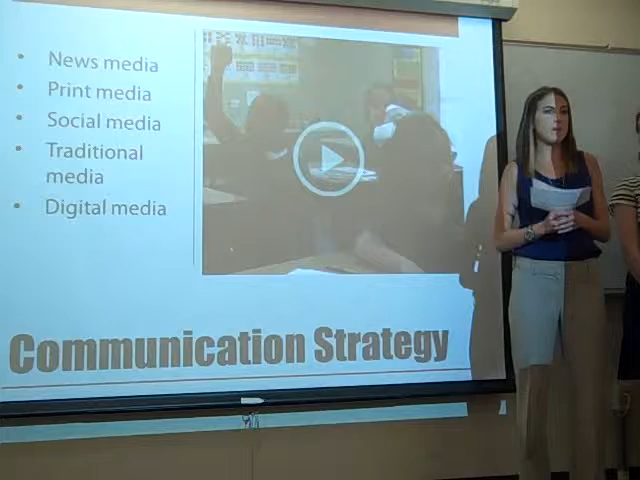 • News media
• Print media
• Social media
• Traditional
media
• Digital media
Communication Strategy